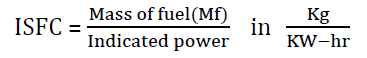 ISFC = Mass of fuel(Mf) / Indicated power in Kg / KW−hr